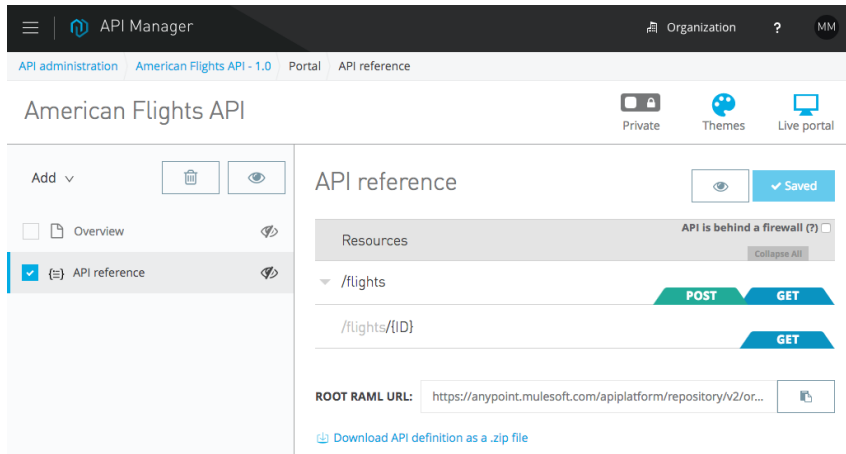 API Manager
Organization
?
MM
API administration
American Flights API - 1.0
Portal
API reference
American Flights API
Private
Themes
Live portal
Add
Overview
API reference
API reference
Saved
Resources
API is behind a firewall (?)
Collapse All
/flights
POST
GET
/flights/{ID}
GET
ROOT RAML URL:
https://anypoint.mulesoft.com/apiplatform/repository/v2/or...
Download API definition as a .zip file